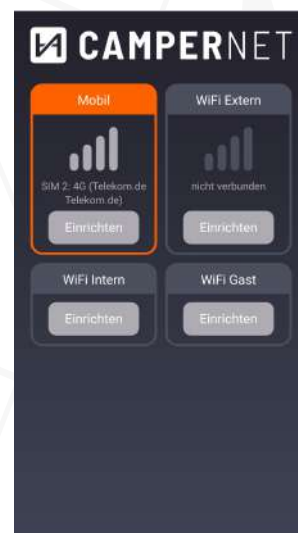 CAMPERNET
Mobil
WiFi Extern
SIM 2: 4G (Telekom.de
Telekom.de)
nicht verbunden
Einrichten
Einrichten
WiFi Intern
WiFi Gast
Einrichten
Einrichten